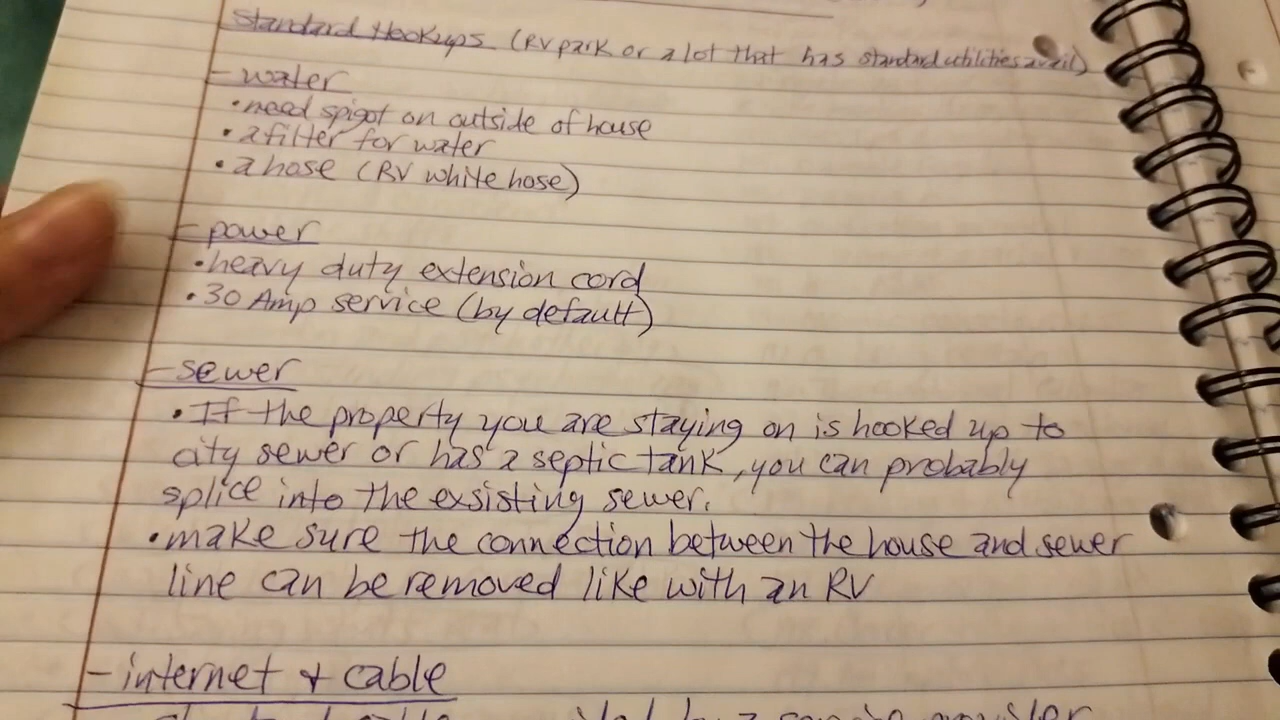 Standard Hookups (RV park or a lot that has standard utilities avail)
- water
• need spigot on outside of house
• a filter for water
• a hose (RV white hose)
- power
• heavy duty extension cord
• 30 Amp service (by default)
- sewer
• If the property you are staying on is hooked up to
city sewer or has a septic tank, you can probably
splice into the exsisting sewer.
• make sure the connection between the house and sewer
line can be removed like with an RV
- internet & cable
by a service provider